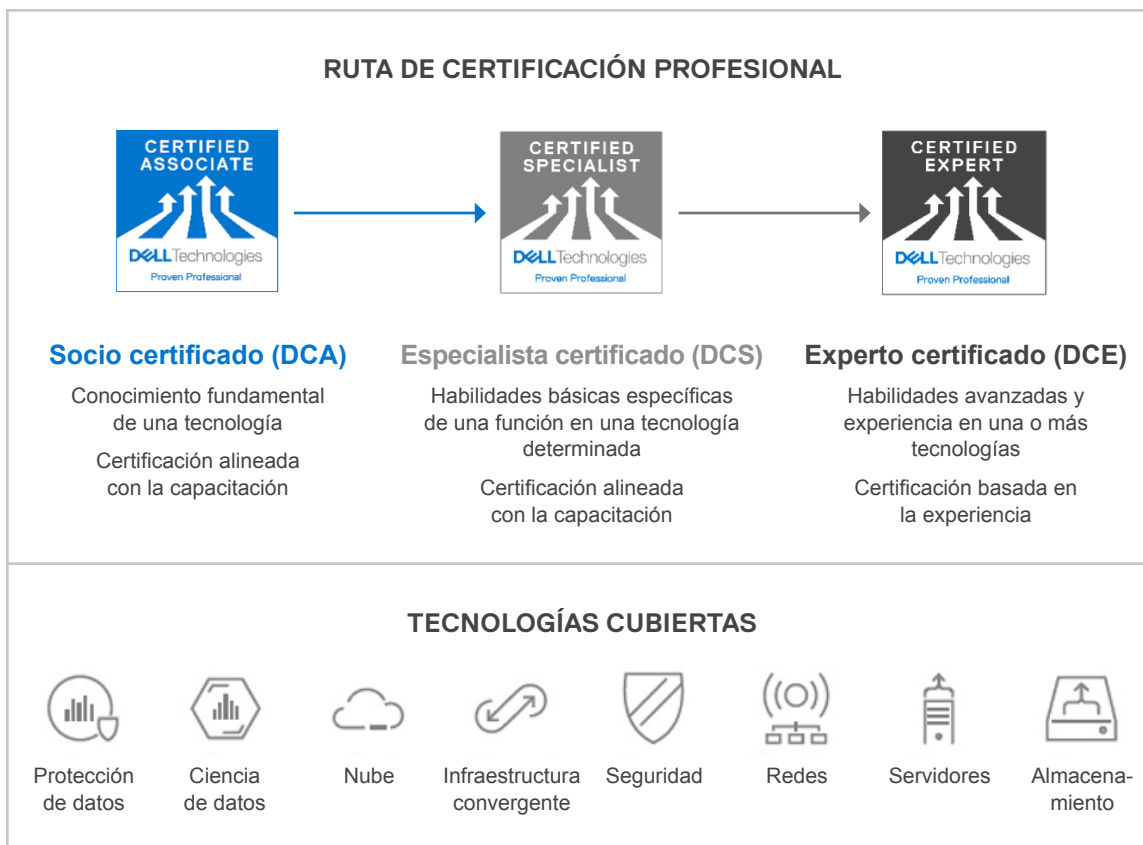 RUTA DE CERTIFICACIÓN PROFESIONAL
CERTIFIED
ASSOCIATE
DELLTechnologies
Proven Professional
CERTIFIED
SPECIALIST
DELLTechnologies
Proven Professional
CERTIFIED
EXPERT
DELLTechnologies
Proven Professional
Socio certificado (DCA)
Conocimiento fundamental
de una tecnología
Certificación alineada
con la capacitación
Especialista certificado (DCS)
Habilidades básicas específicas
de una función en una tecnología
determinada
Certificación alineada
con la capacitación
Experto certificado (DCE)
Habilidades avanzadas y
experiencia en una o más
tecnologías
Certificación basada en
la experiencia
TECNOLOGÍAS CUBIERTAS
Protección
de datos
Ciencia
de datos
Nube
Infraestructura
convergente
Seguridad
Redes
Servidores
Almacena-
miento